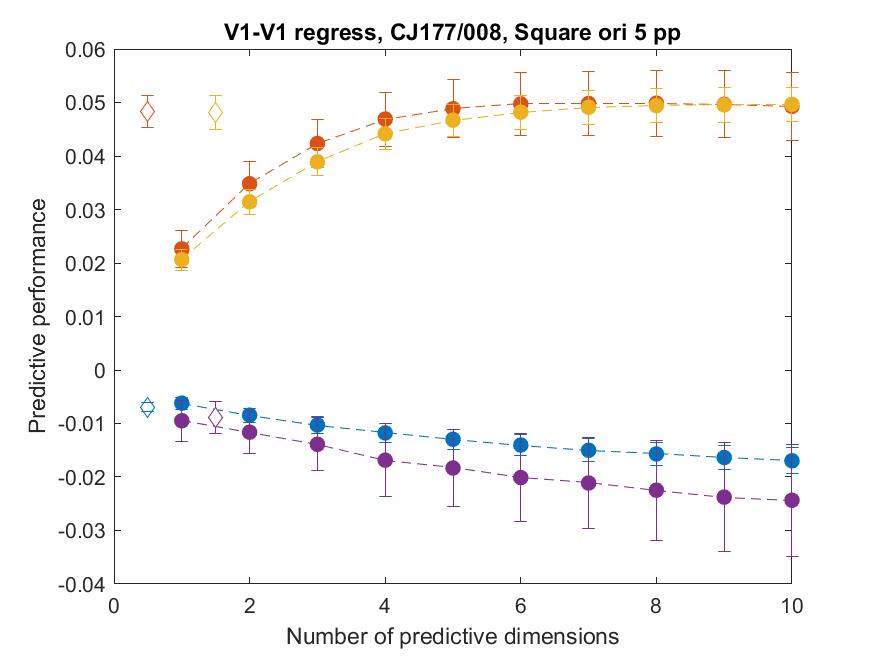 V1-V1 regress, CJ177/008, Square ori 5 pp
0.06
0.05
0.04
0.03
0.02
0.01
0
-0.01
-0.02
-0.03
-0.04
Predictive performance
0 2 4 6 8 10
Number of predictive dimensions